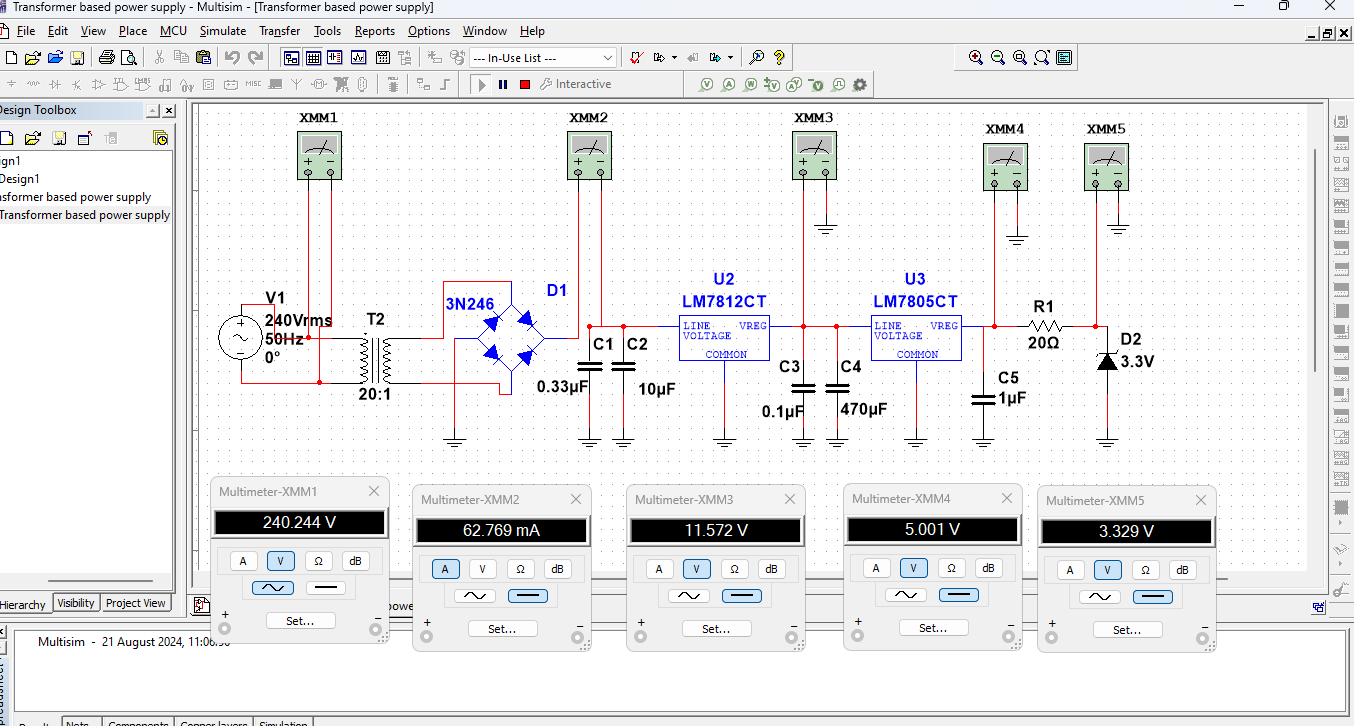 Transformer based power supply - Multisim - [Transformer based power supply]
File Edit View Place MCU Simulate Transfer Tools Reports Options Window Help
--- In-Use List ---
MISC Interactive V A W
Design Toolbox
ign1
Design1
nsformer based power supply
Transformer based power supply
Hierarchy Visibility Project View
XMM1 XMM2 XMM3 XMM4 XMM5
V1
240Vrms
50Hz
0°
T2
20:1
3N246
D1
C1
0.33µF
C2
10µF
U2
LM7812CT
LINE VREG
VOLTAGE
COMMON
C3
0.1µF
C4
470µF
U3
LM7805CT
LINE VREG
VOLTAGE
COMMON
C5
1µF
R1
20Ω
D2
3.3V
Multimeter-XMM1
240.244 V
A V Ω dB
Set...
Multimeter-XMM2
62.769 mA
A V Ω dB
Set...
Multimeter-XMM3
11.572 V
A V Ω dB
Set...
Multimeter-XMM4
5.001 V
A V Ω dB
Set...
Multimeter-XMM5
3.329 V
A V Ω dB
Set...
powe
Multisim - 21 August 2024, 11:06:
Nets Components Copper layers Simulation